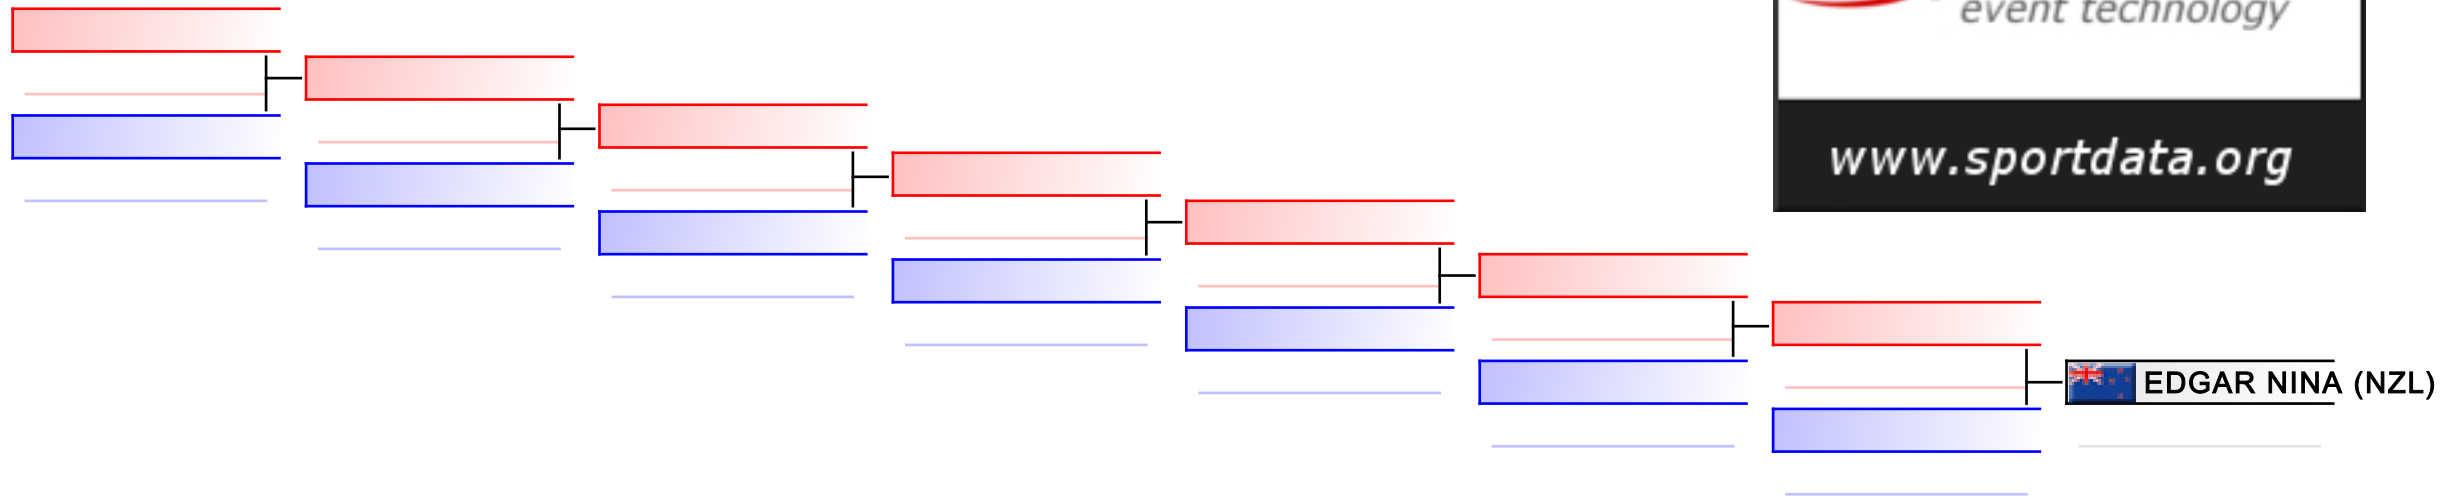 event technology
www.sportdata.org
EDGAR NINA (NZL)